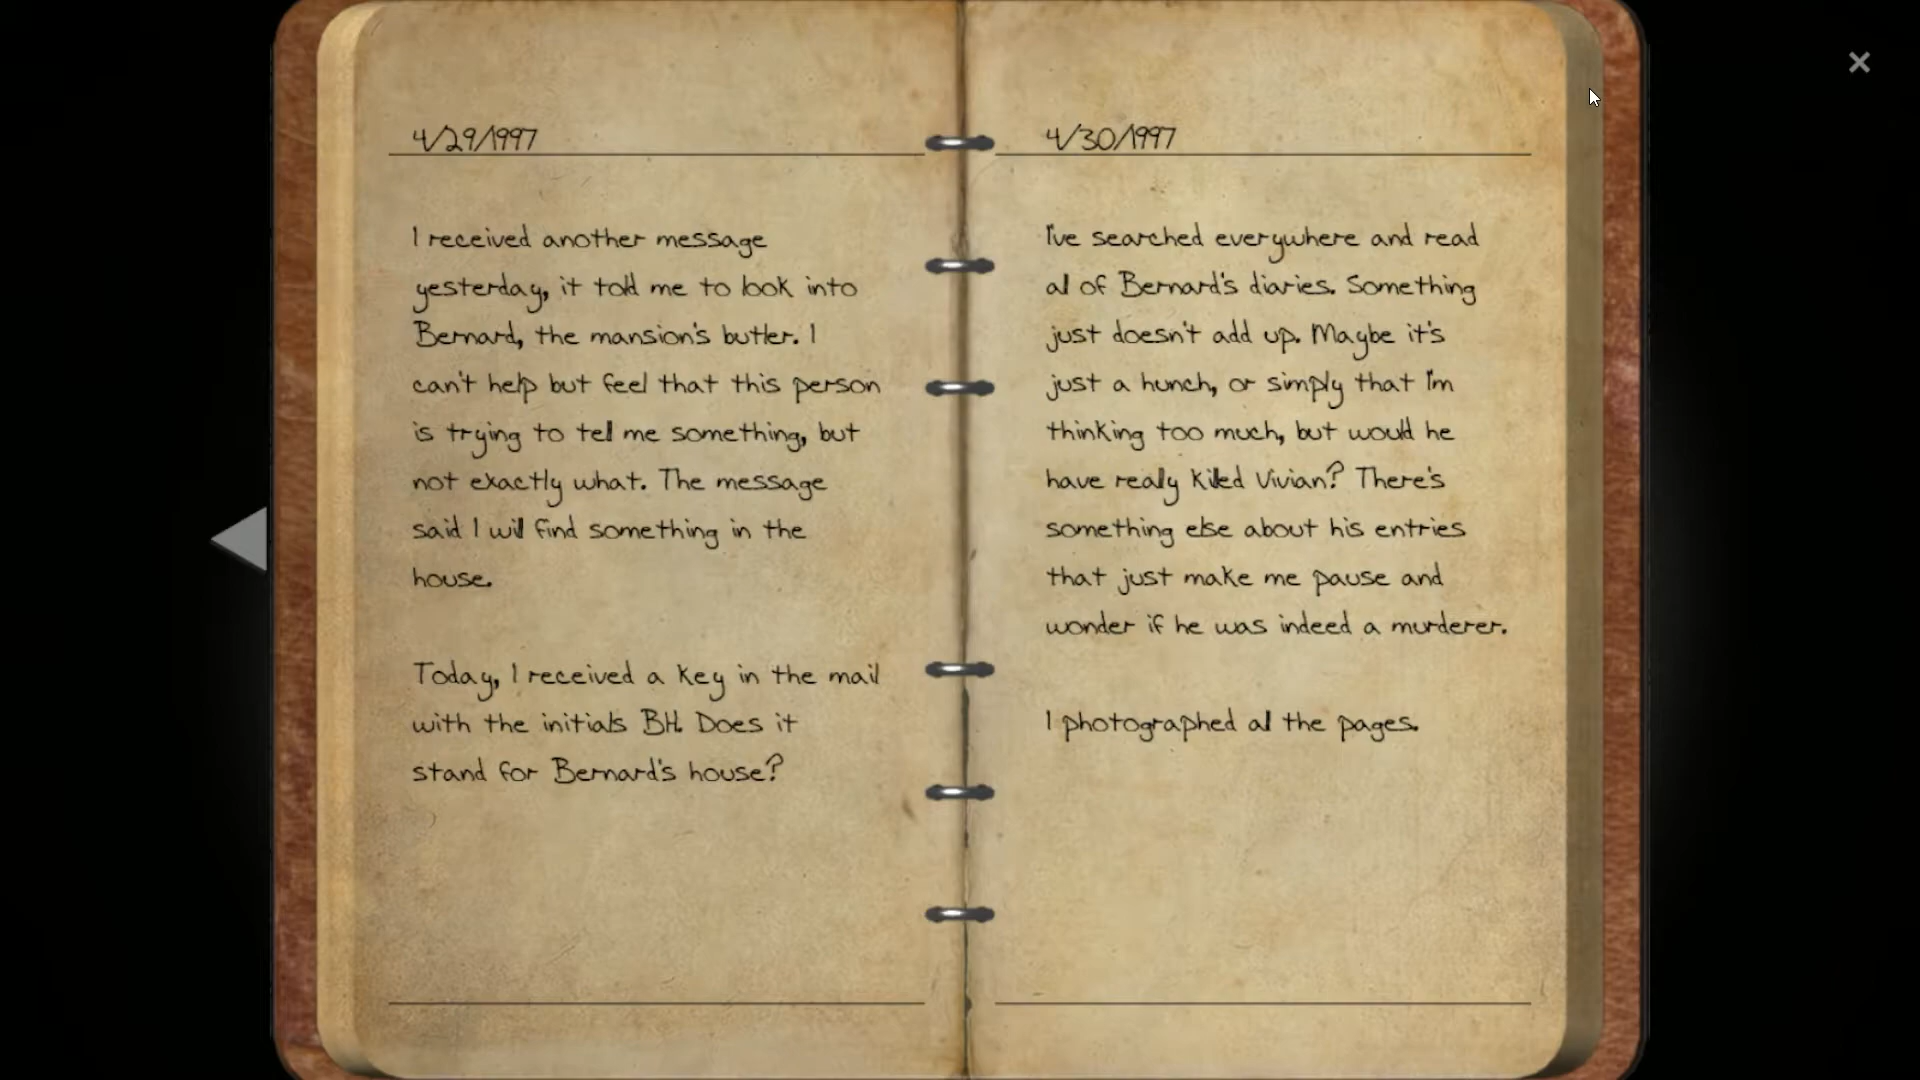 4/29/1997
I received another message
yesterday, it told me to look into
Bernard, the mansion's butler. I
can't help but feel that this person
is trying to tell me something, but
not exactly what. The message
said I will find something in the
house.
Today, I received a key in the mail
with the initials BH. Does it
stand for Bernard's house?
4/30/1997
I've searched everywhere and read
all of Bernard's diaries. Something
just doesn't add up. Maybe it's
just a hunch, or simply that I'm
thinking too much, but would he
have really killed Vivian? There's
something else about his entries
that just make me pause and
wonder if he was indeed a murderer.
I photographed all the pages.